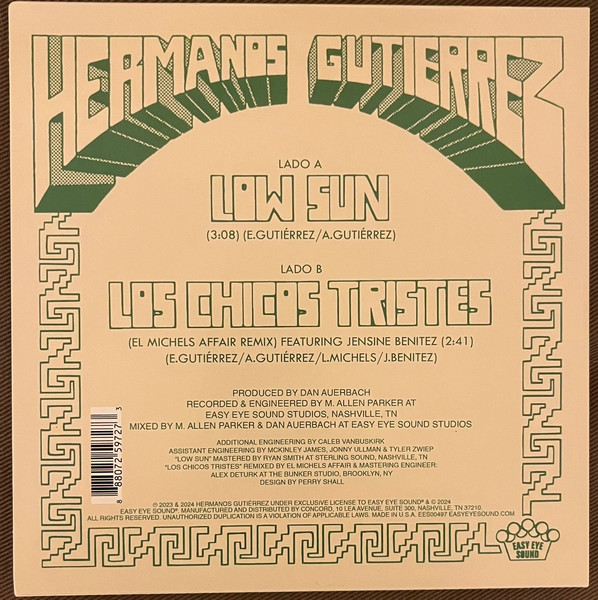 HERMANOS GUTIERREZ
LADO A
LOW SUN
(3:08) (E.GUTIÉRREZ/A.GUTIÉRREZ)
LADO B
LOS CHICOS TRISTES
(EL MICHELS AFFAIR REMIX) FEATURING JENSINE BENITEZ (2:41)
(E.GUTIÉRREZ/A.GUTIÉRREZ/L.MICHELS/J.BENITEZ)
PRODUCED BY DAN AUERBACH
RECORDED & ENGINEERED BY M. ALLEN PARKER AT
EASY EYE SOUND STUDIOS, NASHVILLE, TN
MIXED BY M. ALLEN PARKER & DAN AUERBACH AT EASY EYE SOUND STUDIOS
ADDITIONAL ENGINEERING BY CALEB VANBUSKIRK
ASSISTANT ENGINEERING BY MCKINLEY JAMES, JONNY ULLMAN & TYLER ZWIEP
"LOW SUN" MASTERED BY RYAN SMITH AT STERLING SOUND, NASHVILLE, TN
"LOS CHICOS TRISTES" REMIXED BY EL MICHELS AFFAIR & MASTERING ENGINEER:
ALEX DETURK AT THE BUNKER STUDIO, BROOKLYN, NY
DESIGN BY PERRY SHALL
8 88072 59727 3
℗ 2023 & 2024 HERMANOS GUTIÉRREZ UNDER EXCLUSIVE LICENSE TO EASY EYE SOUND® & © 2024
EASY EYE SOUND®. MANUFACTURED AND DISTRIBUTED BY CONCORD, 10 LEA AVENUE, SUITE 300, NASHVILLE, TN 37210.
ALL RIGHTS RESERVED. UNAUTHORIZED DUPLICATION IS A VIOLATION OF APPLICABLE LAWS. MADE IN U.S.A. EES00497 EASYEYESOUND.COM
EASY EYE
SOUND